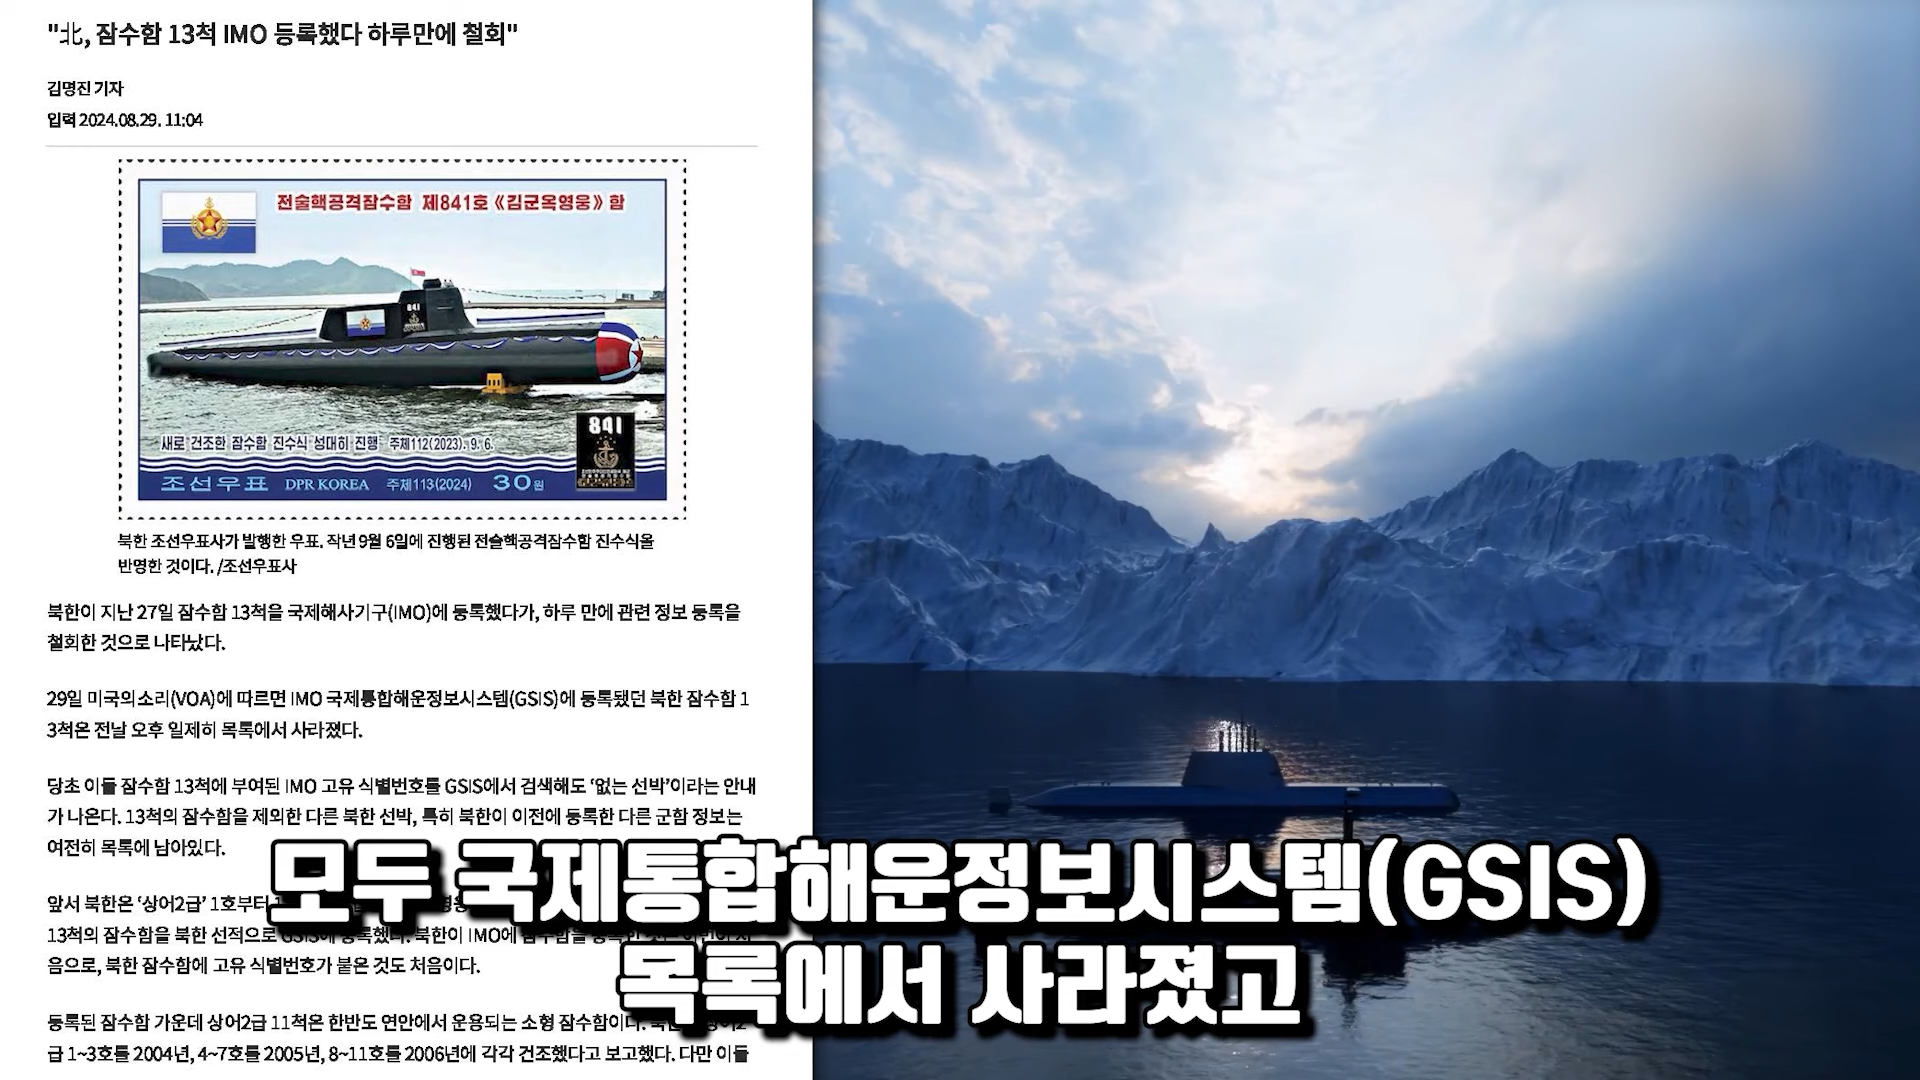 "北, 잠수함 13척 IMO 등록했다 하루만에 철회"
김명진 기자
입력 2024.08.29. 11:04
전술핵공격잠수함 제841호《김군옥영웅》함
841
새로 건조한 잠수함 진수식 성대히 진행 주체112(2023). 9. 6.
841
조선우표 DPR KOREA 주체113(2024) 30원
북한 조선우표사가 발행한 우표. 작년 9월 6일에 진행된 전술핵공격잠수함 진수식을
반영한 것이다. /조선우표사
북한이 지난 27일 잠수함 13척을 국제해사기구(IMO)에 등록했다가, 하루 만에 관련 정보 등록을
철회한 것으로 나타났다.
29일 미국의소리(VOA)에 따르면 IMO 국제통합해운정보시스템(GSIS)에 등록됐던 북한 잠수함 1
3척은 전날 오후 일제히 목록에서 사라졌다.
당초 이들 잠수함 13척에 부여된 IMO 고유 식별번호를 GSIS에서 검색해도 '없는 선박'이라는 안내
가 나온다. 13척의 잠수함을 제외한 다른 북한 선박, 특히 북한이 이전에 등록한 다른 군함 정보는
여전히 목록에 남아있다.
앞서 북한은 '상어2급' 1호부터
13척의 잠수함을 북한 선적으로 GSIS에 등록했다. 북한이 IMO에 잠수함을
음으로, 북한 잠수함에 고유 식별번호가 붙은 것도 처음이다.
등록된 잠수함 가운데 상어2급 11척은 한반도 연안에서 운용되는 소형 잠수함이다.
급 1~3호를 2004년, 4~7호를 2005년, 8~11호를 2006년에 각각 건조했다고 보고했다. 다만 이들
모두 국제통합해운정보시스템(GSIS)
목록에서 사라졌고